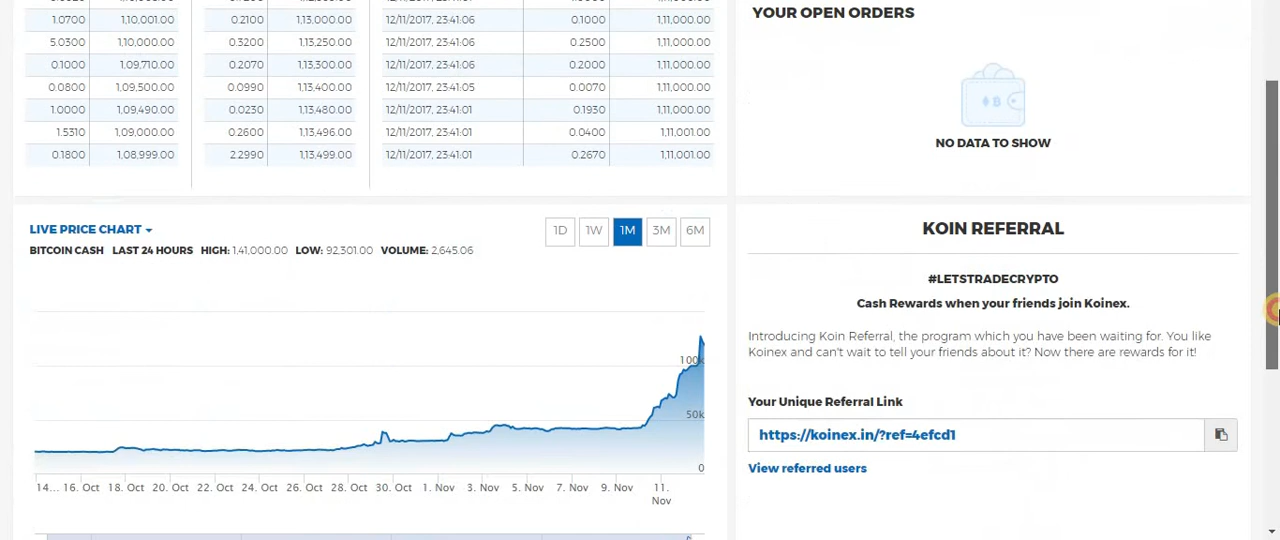 1.0700 1,10,001.00 0.2100 1,13,000.00 12/11/2017, 23:41:06 0.1000 1,11,000.00
5.0300 1,10,000.00 0.3200 1,13,250.00 12/11/2017, 23:41:06 0.2500 1,11,000.00
0.1000 1,09,710.00 0.2070 1,13,300.00 12/11/2017, 23:41:06 0.2000 1,11,000.00
0.0800 1,09,500.00 0.0990 1,13,400.00 12/11/2017, 23:41:05 0.0070 1,11,000.00
1.0000 1,09,490.00 0.0230 1,13,480.00 12/11/2017, 23:41:01 0.1930 1,11,000.00
1.5310 1,09,000.00 0.2600 1,13,496.00 12/11/2017, 23:41:01 0.0400 1,11,001.00
0.1800 1,08,999.00 2.2990 1,13,499.00 12/11/2017, 23:41:01 0.2670 1,11,001.00
YOUR OPEN ORDERS
NO DATA TO SHOW
LIVE PRICE CHART
1D 1W 1M 3M 6M
BITCOIN CASH LAST 24 HOURS HIGH: 1,41,000.00 LOW: 92,301.00 VOLUME: 2,645.06
100k
50k
0
14... 16. Oct 18. Oct 20. Oct 22. Oct 24. Oct 26. Oct 28. Oct 30. Oct 1. Nov 3. Nov 5. Nov 7. Nov 9. Nov 11. Nov
KOIN REFERRAL
#LETSTRADECRYPTO
Cash Rewards when your friends join Koinex.
Introducing Koin Referral, the program which you have been waiting for. You like
Koinex and can't wait to tell your friends about it? Now there are rewards for it!
Your Unique Referral Link
https://koinex.in/?ref=4efcd1
View referred users